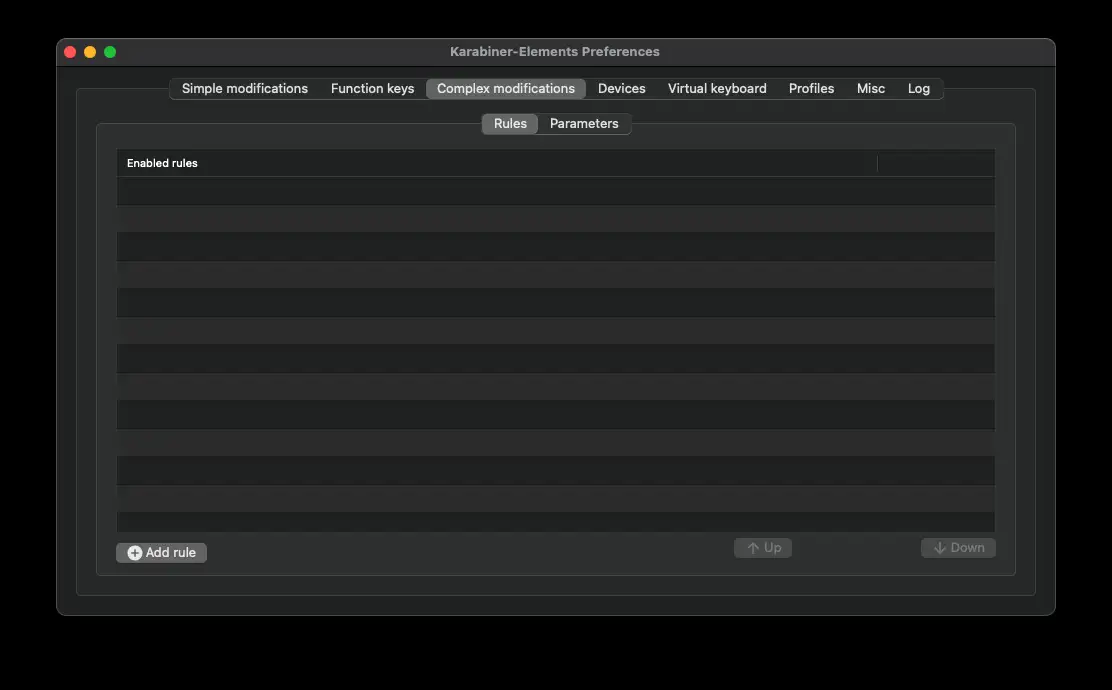 Karabiner-Elements Preferences
Simple modifications Function keys Complex modifications Devices Virtual keyboard Profiles Misc Log
Rules Parameters
Enabled rules
Add rule Up Down